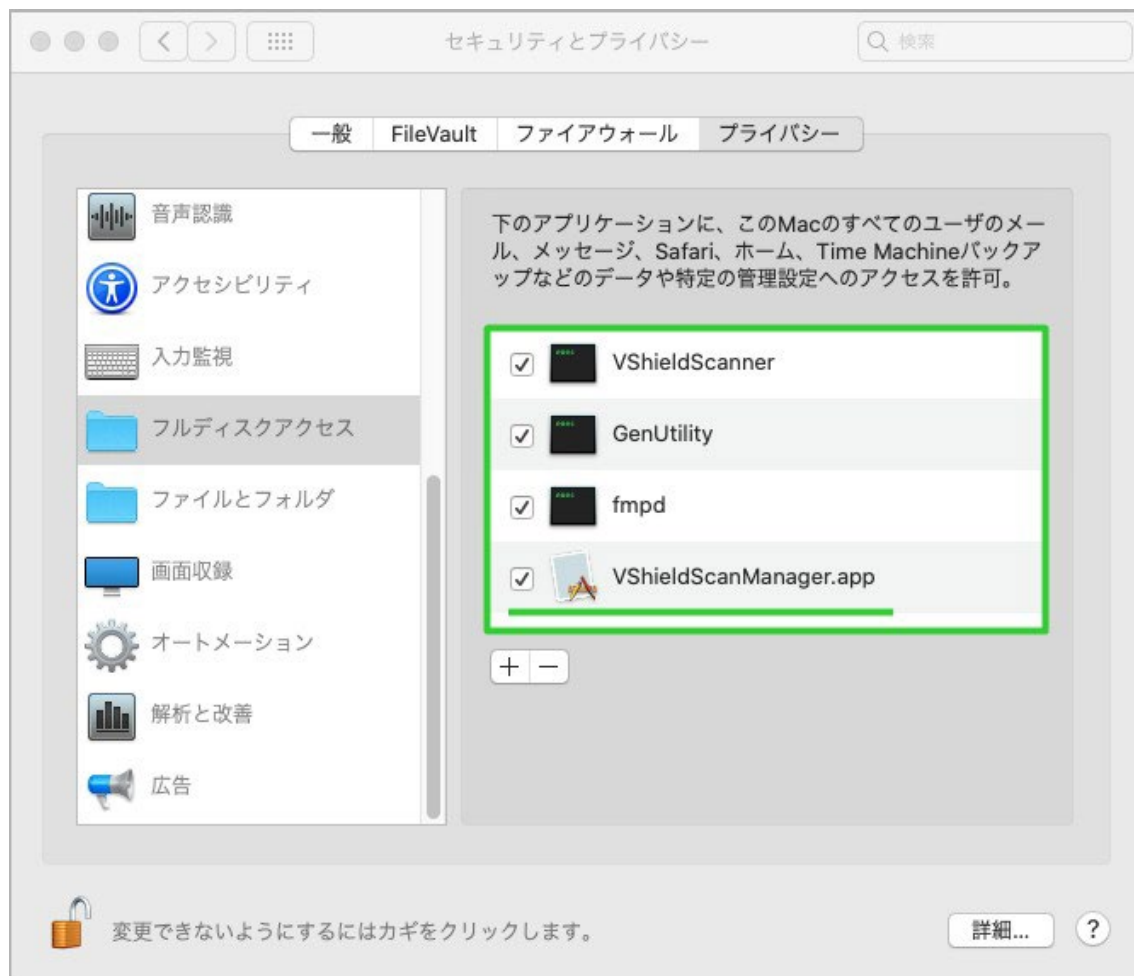 セキュリティとプライバシー
検索
一般
FileVault
ファイアウォール
プライバシー
音声認識
アクセシビリティ
入力監視
フルディスクアクセス
ファイルとフォルダ
画面収録
オートメーション
解析と改善
広告
下のアプリケーションに、このMacのすべてのユーザのメー
ル、メッセージ、Safari、ホーム、Time Machineバックア
ップなどのデータや特定の管理設定へのアクセスを許可。
VShieldScanner
GenUtility
fmpd
VShieldScanManager.app
変更できないようにするにはカギをクリックします。
詳細...
?